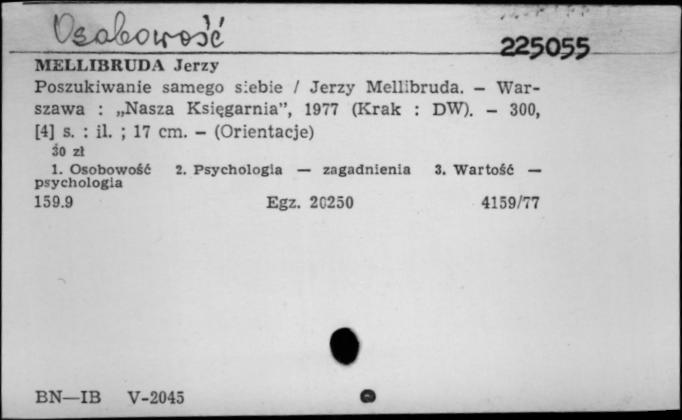 Osobowość
225055
MELLIBRUDA Jerzy
Poszukiwanie samego siebie / Jerzy Mellibruda. — War-
szawa : „Nasza Księgarnia”, 1977 (Krak : DW). — 300,
[4] s. : il. ; 17 cm. — (Orientacje)
30 zł
1. Osobowość 2. Psychologia — zagadnienia 3. Wartość —
psychologia
159.9 Egz. 20250 4159/77
BN—IB V-2045